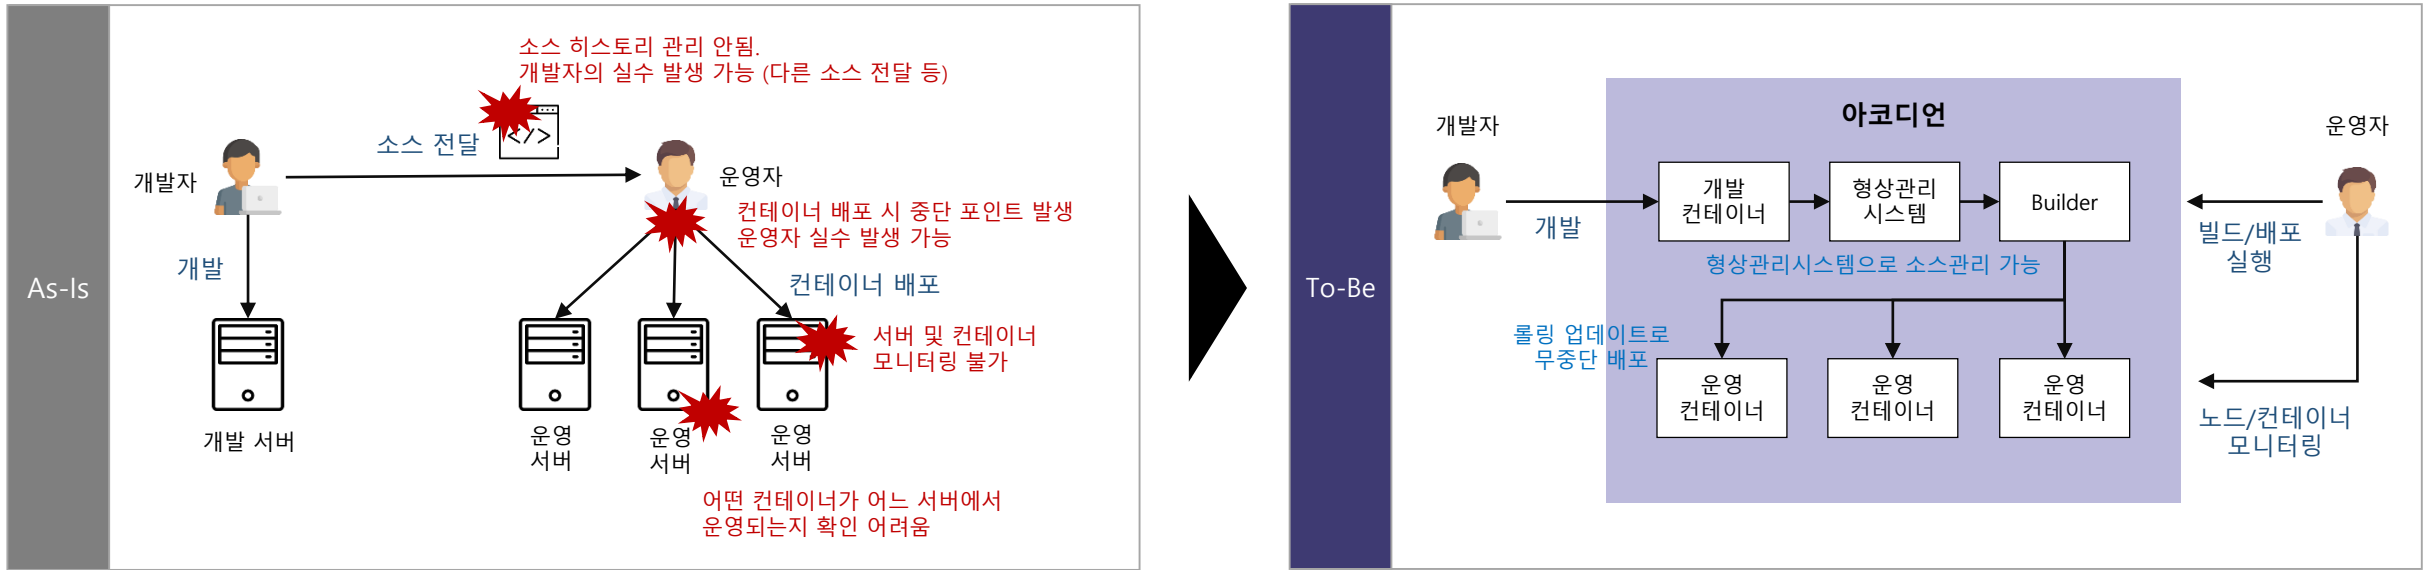 As-Is
소스 히스토리 관리 안됨.
개발자의 실수 발생 가능 (다른 소스 전달 등)
소스 전달
개발자
운영자
컨테이너 배포 시 중단 포인트 발생
운영자 실수 발생 가능
개발
컨테이너 배포
서버 및 컨테이너
모니터링 불가
개발 서버
운영
서버
운영
서버
운영
서버
어떤 컨테이너가 어느 서버에서
운영되는지 확인 어려움
To-Be
아코디언
개발자
운영자
개발
개발
컨테이너
형상관리
시스템
Builder
빌드/배포
실행
형상관리시스템으로 소스관리 가능
롤링 업데이트로
무중단 배포
운영
컨테이너
운영
컨테이너
운영
컨테이너
노드/컨테이너
모니터링